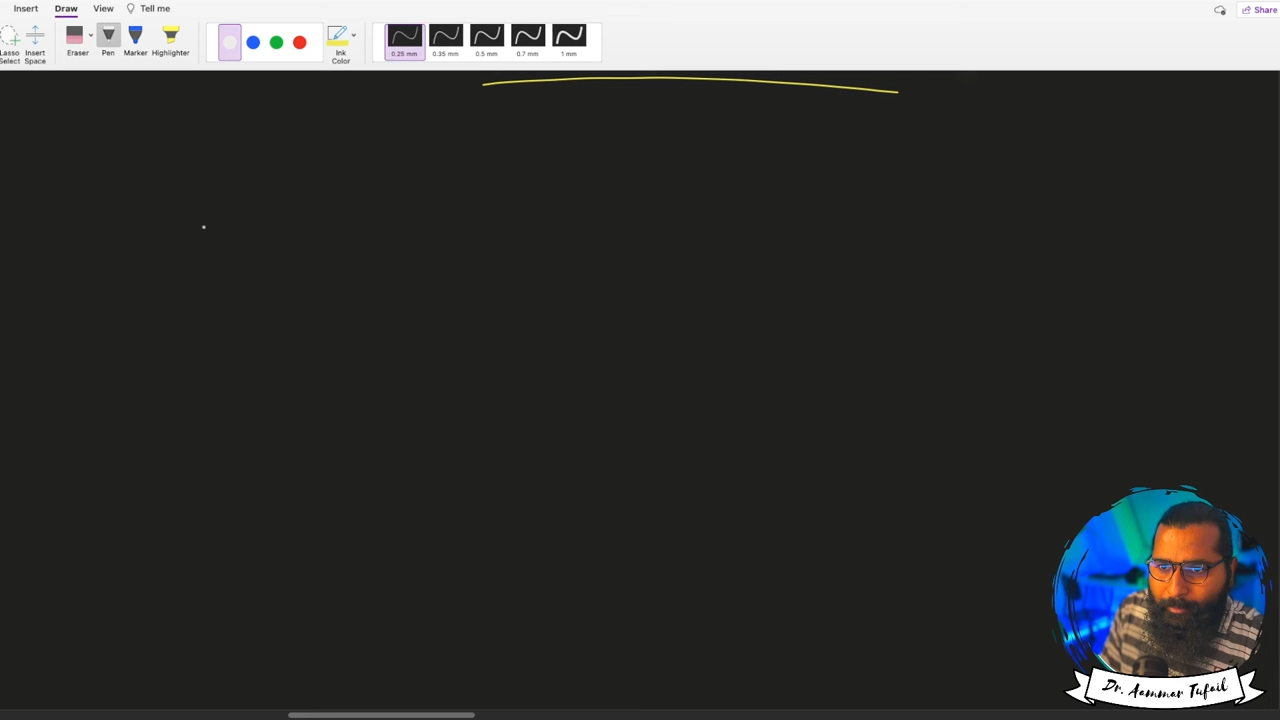 Insert Draw View Tell me
Share
Lasso Select
Insert Space
Eraser
Pen
Marker
Highlighter
Ink Color
0.25 mm
0.35 mm
0.5 mm
0.7 mm
1 mm
Dr. Aammar Tufail